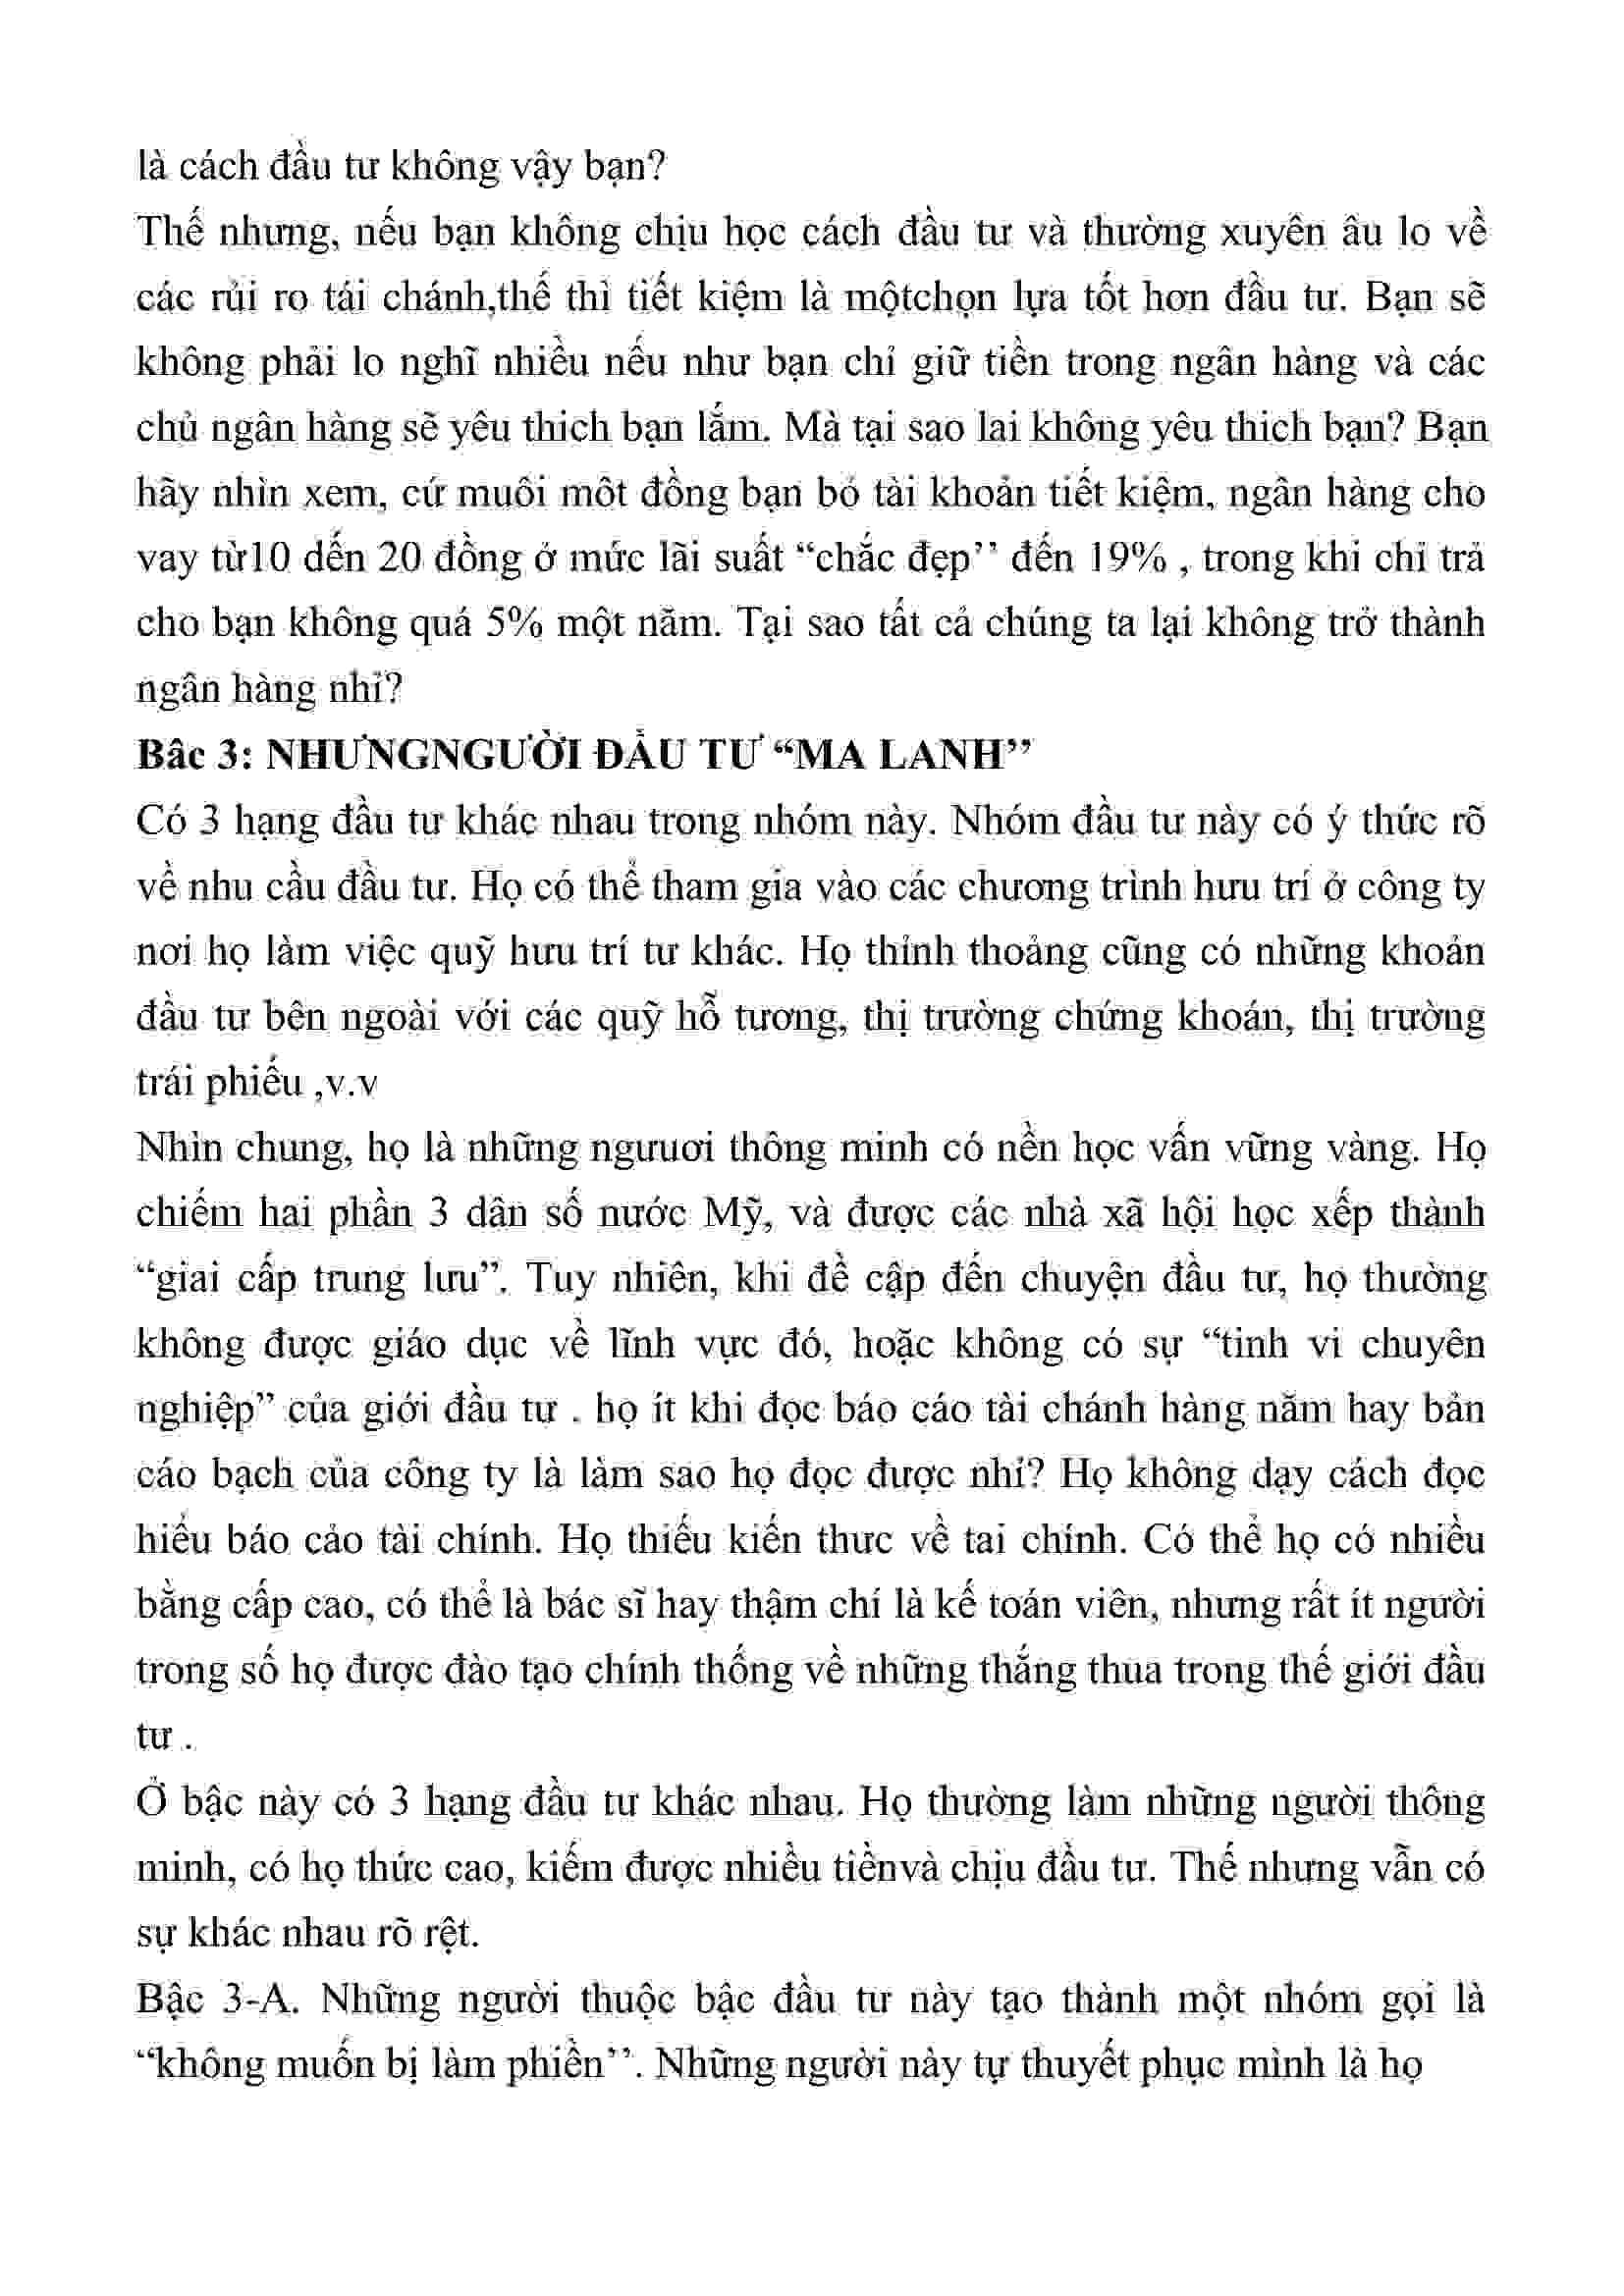 là cách đầu tư không vậy bạn?
Thế nhưng, nếu bạn không chịu học cách đầu tư và thường xuyên âu lo về
các rủi ro tái chánh,thế thì tiết kiệm là mộtchọn lựa tốt hơn đầu tư. Bạn sẽ
không phải lo nghĩ nhiều nếu như bạn chỉ giữ tiền trong ngân hàng và các
chủ ngân hàng sẽ yêu thich bạn lắm. Mà tại sao lai không yêu thich bạn? Bạn
hãy nhìn xem, cứ muôi môt đồng bạn bỏ tài khoản tiết kiệm, ngân hàng cho
vay từ10 dến 20 đồng ở mức lãi suất “chắc đẹp’’ đến 19% , trong khi chỉ trả
cho bạn không quá 5% một năm. Tại sao tất cả chúng ta lại không trở thành
ngân hàng nhỉ?
Bâc 3: NHƯNGNGƯỜI ĐẦU TƯ “MA LANH’’
Có 3 hạng đầu tư khác nhau trong nhóm này. Nhóm đầu tư này có ý thức rõ
về nhu cầu đầu tư. Họ có thể tham gia vào các chương trình hưu trí ở công ty
nơi họ làm việc quỹ hưu trí tư khác. Họ thỉnh thoảng cũng có những khoản
đầu tư bên ngoài với các quỹ hỗ tương, thị trường chứng khoán, thị trường
trái phiếu ,v.v
Nhìn chung, họ là những ngưuơi thông minh có nền học vấn vững vàng. Họ
chiếm hai phần 3 dân số nước Mỹ, và được các nhà xã hội học xếp thành
“giai cấp trung lưu”. Tuy nhiên, khi đề cập đến chuyện đầu tư, họ thường
không được giáo dục về lĩnh vực đó, hoặc không có sự “tinh vi chuyên
nghiệp” của giới đầu tư . họ ít khi đọc báo cáo tài chánh hàng năm hay bản
cáo bạch của công ty là làm sao họ đọc được nhỉ? Họ không dạy cách đọc
hiểu báo cảo tài chính. Họ thiếu kiến thưc về tai chính. Có thể họ có nhiều
bằng cấp cao, có thể là bác sĩ hay thậm chí là kế toán viên, nhưng rất ít người
trong số họ được đào tạo chính thống về những thắng thua trong thế giới đầu
tư .
Ở bậc này có 3 hạng đầu tư khác nhau. Họ thường làm những người thông
minh, có họ thức cao, kiếm được nhiều tiềnvà chịu đầu tư. Thế nhưng vẫn có
sự khác nhau rõ rệt.
Bậc 3-A. Những người thuộc bậc đầu tư này tạo thành một nhóm gọi là
“không muốn bị làm phiền’’. Những người này tự thuyết phục mình là họ